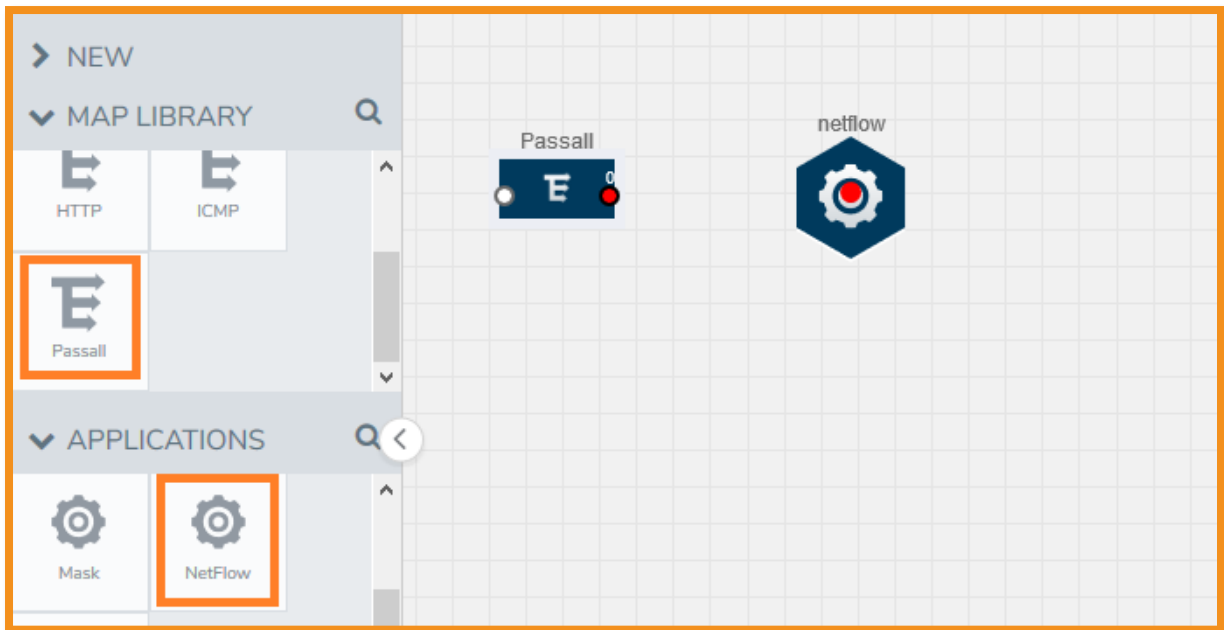 NEW
MAP LIBRARY
HTTP
ICMP
Passall
APPLICATIONS
Mask
NetFlow
Passall
0
netflow